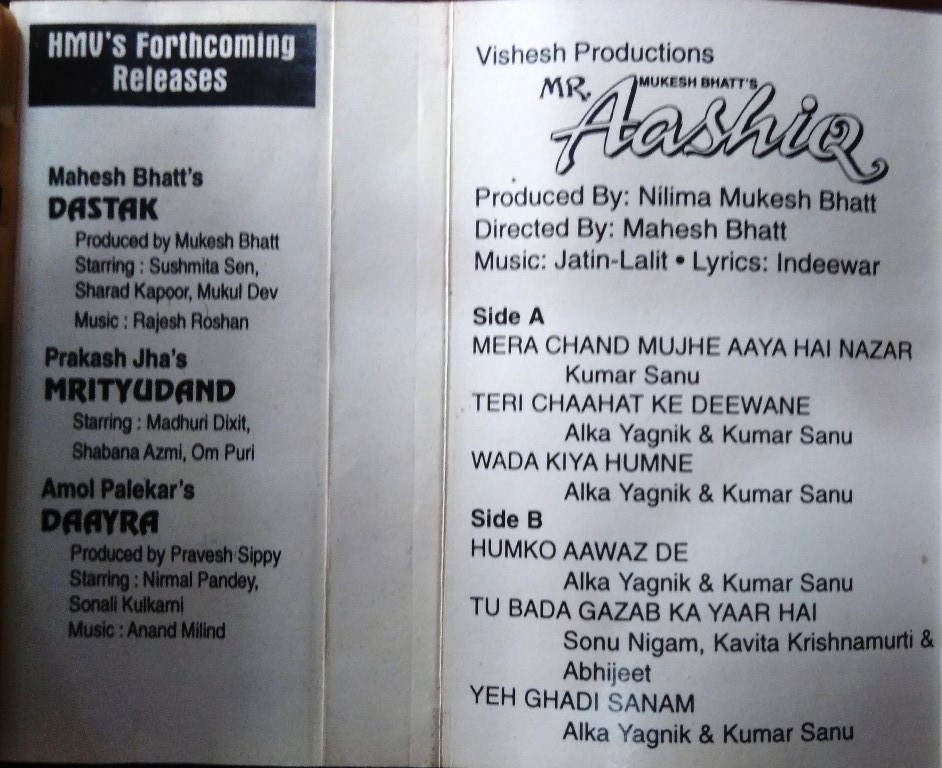 HMV's Forthcoming
Releases
Mahesh Bhatt's
DASTAK
Produced by Mukesh Bhatt
Starring : Sushmita Sen,
Sharad Kapoor, Mukul Dev
Music : Rajesh Roshan
Prakash Jha's
MRITYUDAND
Starring : Madhuri Dixit,
Shabana Azmi, Om Puri
Amol Palekar's
DAAYRA
Produced by Pravesh Sippy
Starring : Nirmal Pandey,
Sonali Kulkarni
Music : Anand Milind
Vishesh Productions
MUKESH BHATT'S
MR. Aashiq
Produced By: Nilima Mukesh Bhatt
Directed By: Mahesh Bhatt
Music: Jatin-Lalit • Lyrics: Indeewar
Side A
MERA CHAND MUJHE AAYA HAI NAZAR
Kumar Sanu
TERI CHAAHAT KE DEEWANE
Alka Yagnik & Kumar Sanu
WADA KIYA HUMNE
Alka Yagnik & Kumar Sanu
Side B
HUMKO AAWAZ DE
Alka Yagnik & Kumar Sanu
TU BADA GAZAB KA YAAR HAI
Sonu Nigam, Kavita Krishnamurti &
Abhijeet
YEH GHADI SANAM
Alka Yagnik & Kumar Sanu